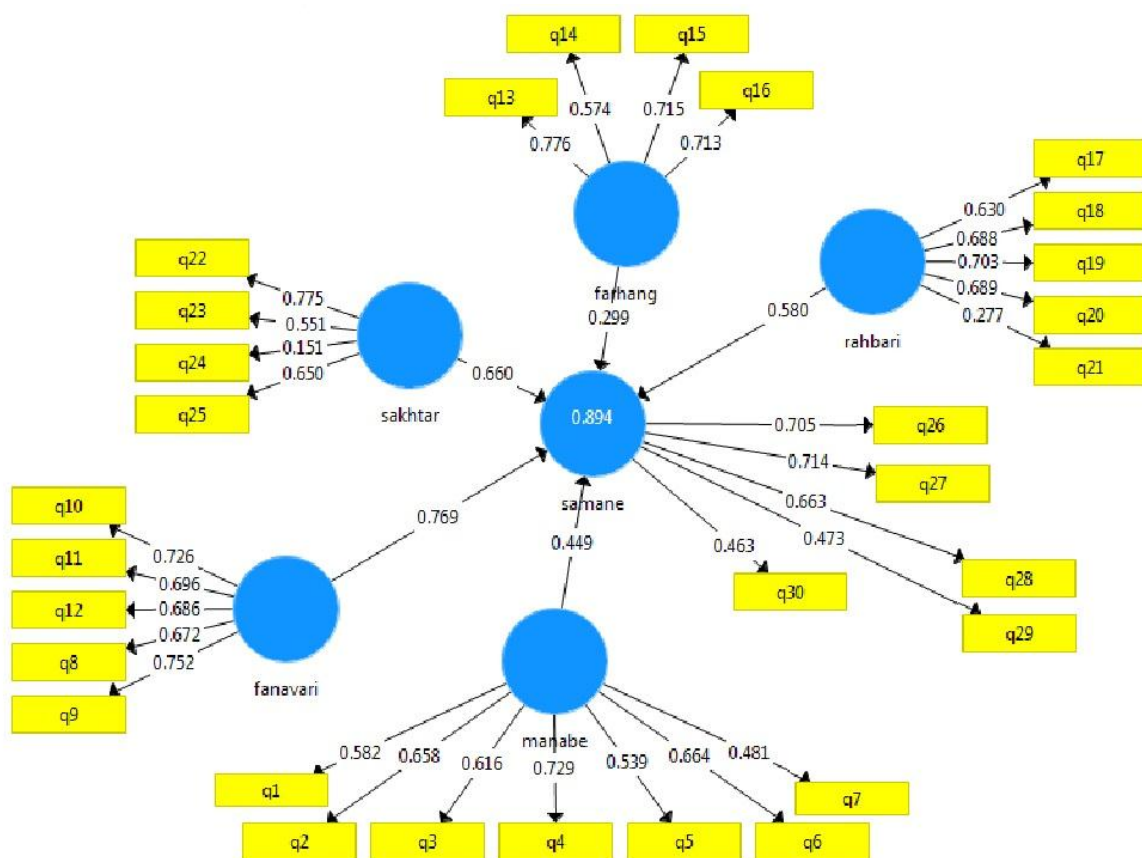 q14
q15
q13
q16
0.574
0.715
0.776
0.713
farhang
0.299
q17
q18
q19
q20
q21
0.630
0.688
0.703
0.689
0.277
rahbari
0.580
q22
q23
q24
q25
0.775
0.551
0.151
0.650
sakhtar
0.660
0.894
samane
0.705
0.714
0.663
0.473
0.463
q26
q27
q28
q29
q30
q10
q11
q12
q8
q9
0.726
0.696
0.686
0.672
0.752
fanavari
0.769
0.449
manabe
0.582
0.658
0.616
0.729
0.539
0.664
0.481
q1
q2
q3
q4
q5
q6
q7